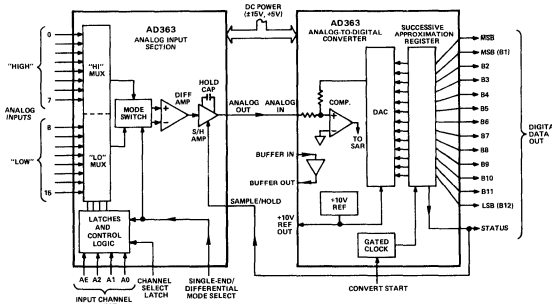 DC POWER
(±15V, +5V)
AD363
ANALOG INPUT
SECTION
AD363
ANALOG-TO-DIGITAL
CONVERTER
SUCCESSIVE
APPROXIMATION
REGISTER
0
"HIGH"
7
ANALOG
INPUTS
8
"LOW"
15
"HI"
MUX
"LO"
MUX
MODE
SWITCH
DIFF
AMP
HOLD
CAP
S/H
AMP
ANALOG
OUT
ANALOG
IN
COMP.
TO
SAR
DAC
BUFFER IN
BUFFER OUT
SAMPLE/HOLD
+10V
REF
+10V
REF
OUT
GATED
CLOCK
CONVERT START
LATCHES
AND
CONTROL
LOGIC
AE A2 A1 A0
INPUT CHANNEL
CHANNEL
SELECT
LATCH
SINGLE-END/
DIFFERENTIAL
MODE SELECT
MSB
MSB (B1)
B2
B3
B4
B5
B6
B7
B8
B9
B10
B11
LSB (B12)
STATUS
DIGITAL
DATA
OUT